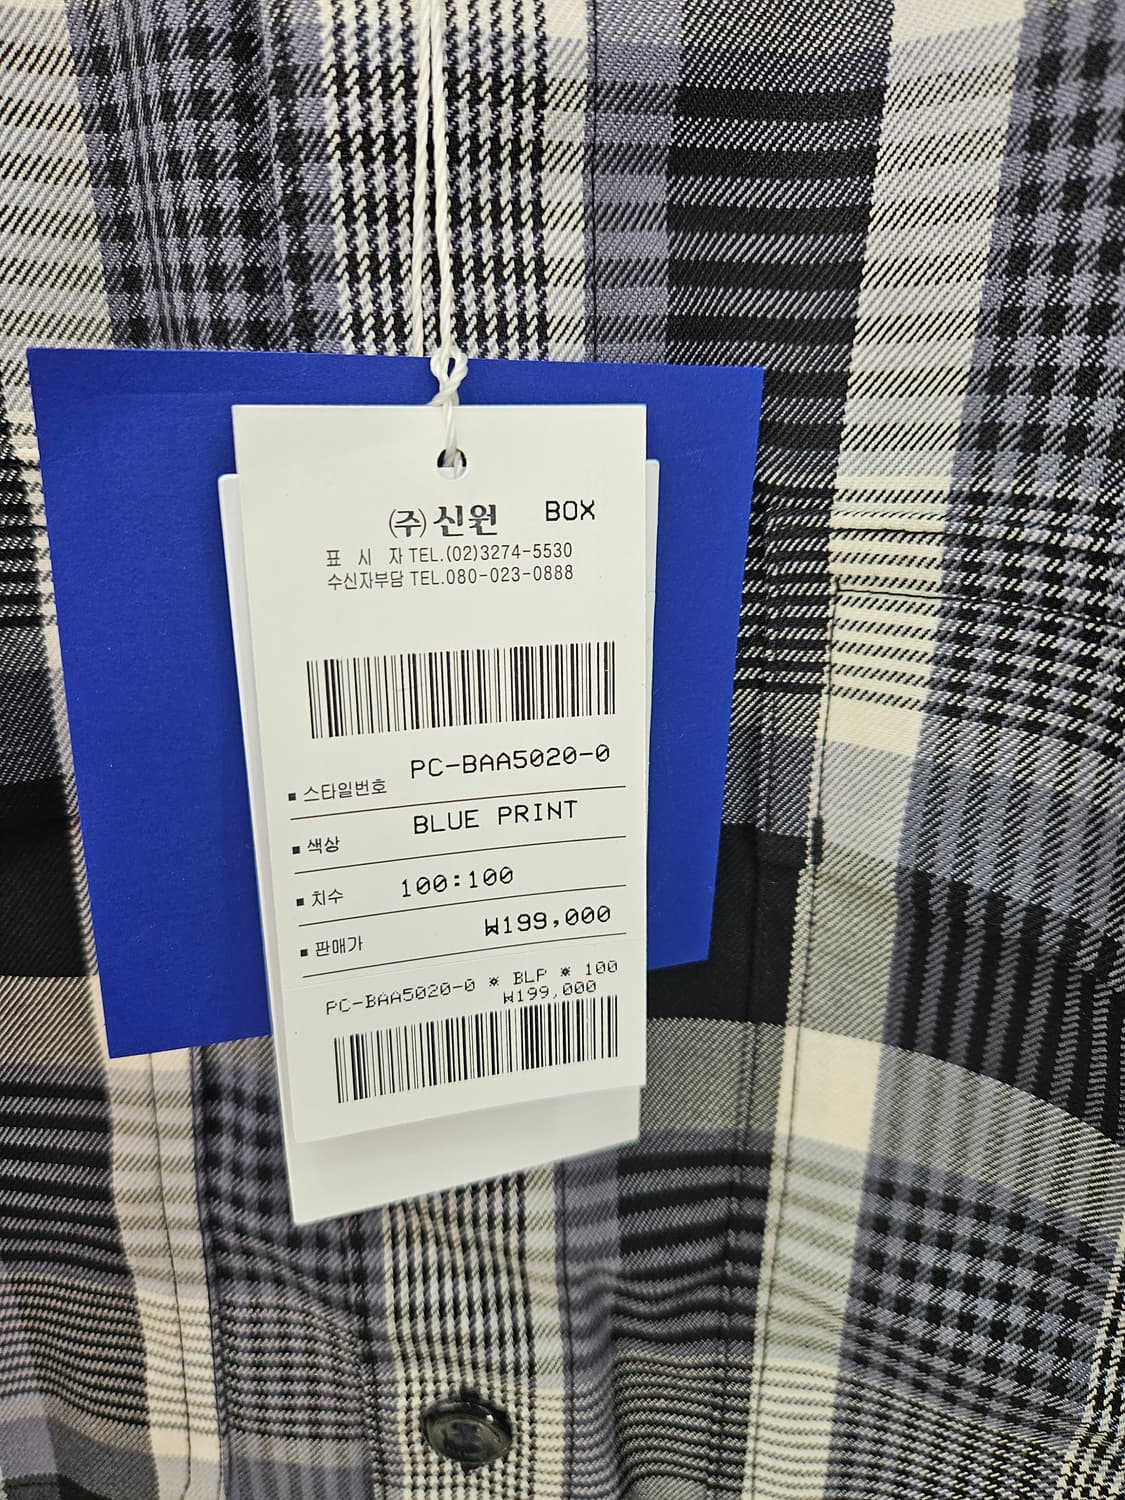 (주)신원 BOX
표 시 자 TEL.(02)3274-5530
수신자부담 TEL.080-023-0888
PC-BAA5020-0
■ 스타일번호
BLUE PRINT
■ 색상
■ 치수 100:100
■ 판매가 ₩199,000
PC-BAA5020-0 * BLP * 100
₩199,000